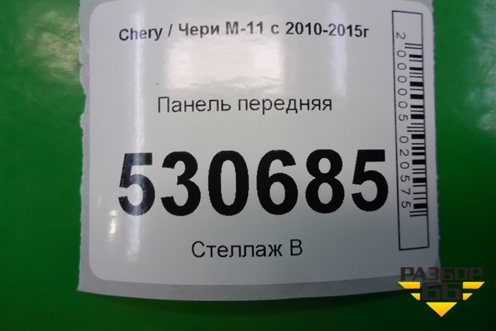 Chery / Чери М-11 с 2010-2015г
Панель передняя
530685
Стеллаж В
2000005020575
РАЗБОР
66